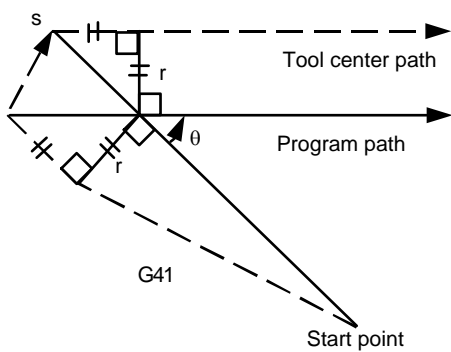 s
r
Tool center path
θ
Program path
r
G41
Start point